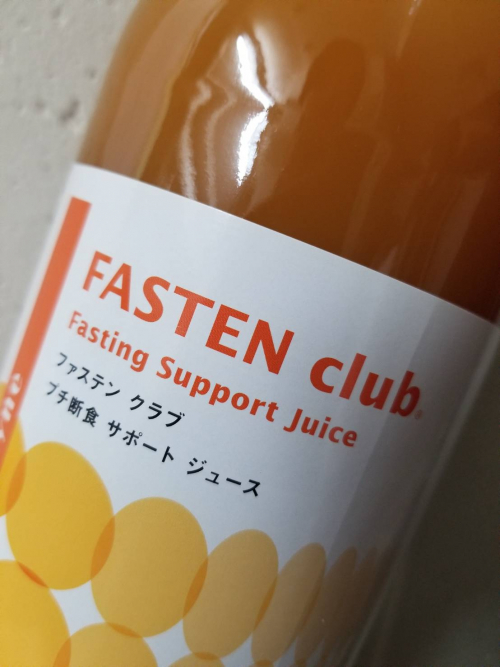 FASTEN club®
Fasting Support Juice
ファステン クラブ
プチ断食 サポート ジュース